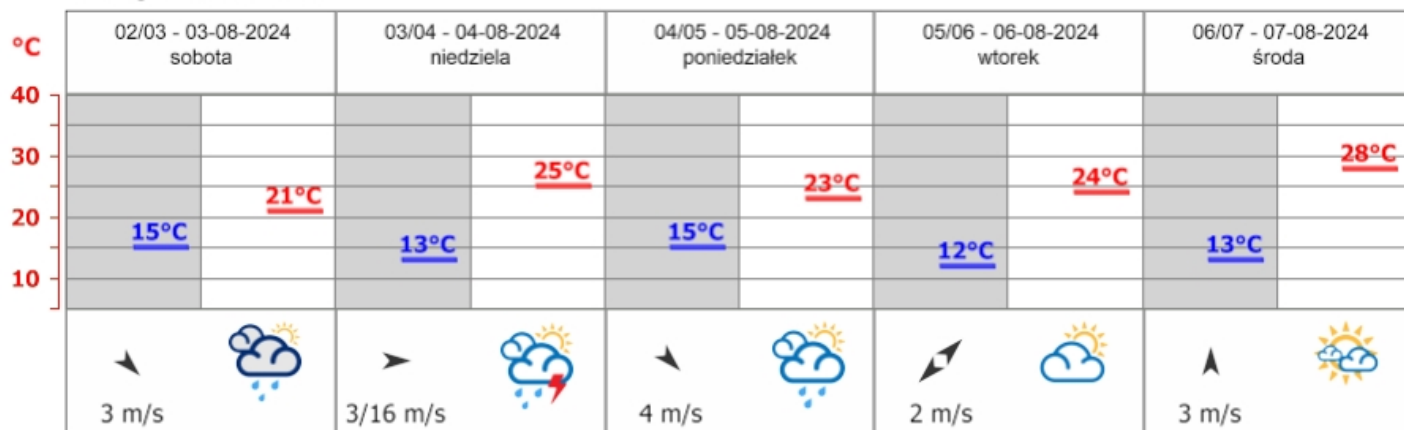 °C
02/03 - 03-08-2024
sobota
03/04 - 04-08-2024
niedziela
04/05 - 05-08-2024
poniedziałek
05/06 - 06-08-2024
wtorek
06/07 - 07-08-2024
środa
40
30
20
10
15°C
21°C
13°C
25°C
15°C
23°C
12°C
24°C
13°C
28°C
3 m/s
3/16 m/s
4 m/s
2 m/s
3 m/s